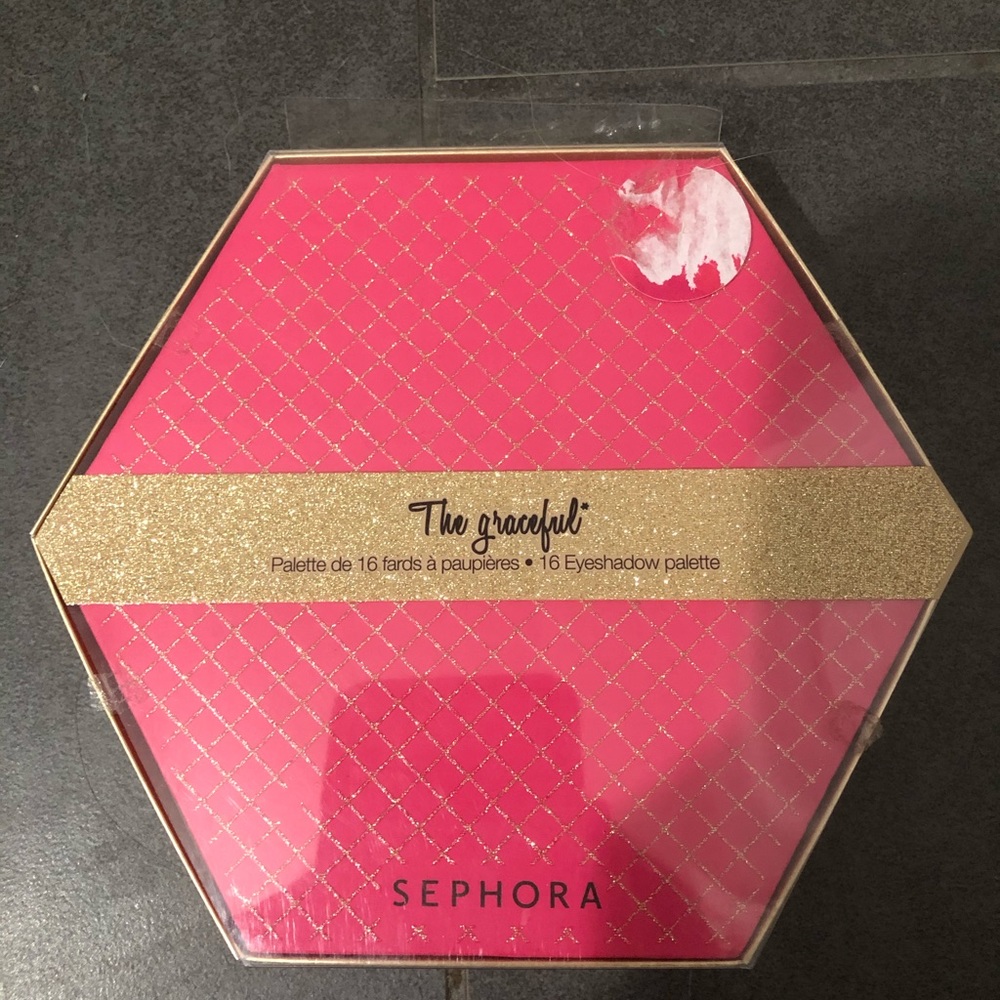 The graceful*
Palette de 16 fards à paupières • 16 Eyeshadow palette
SEPHORA